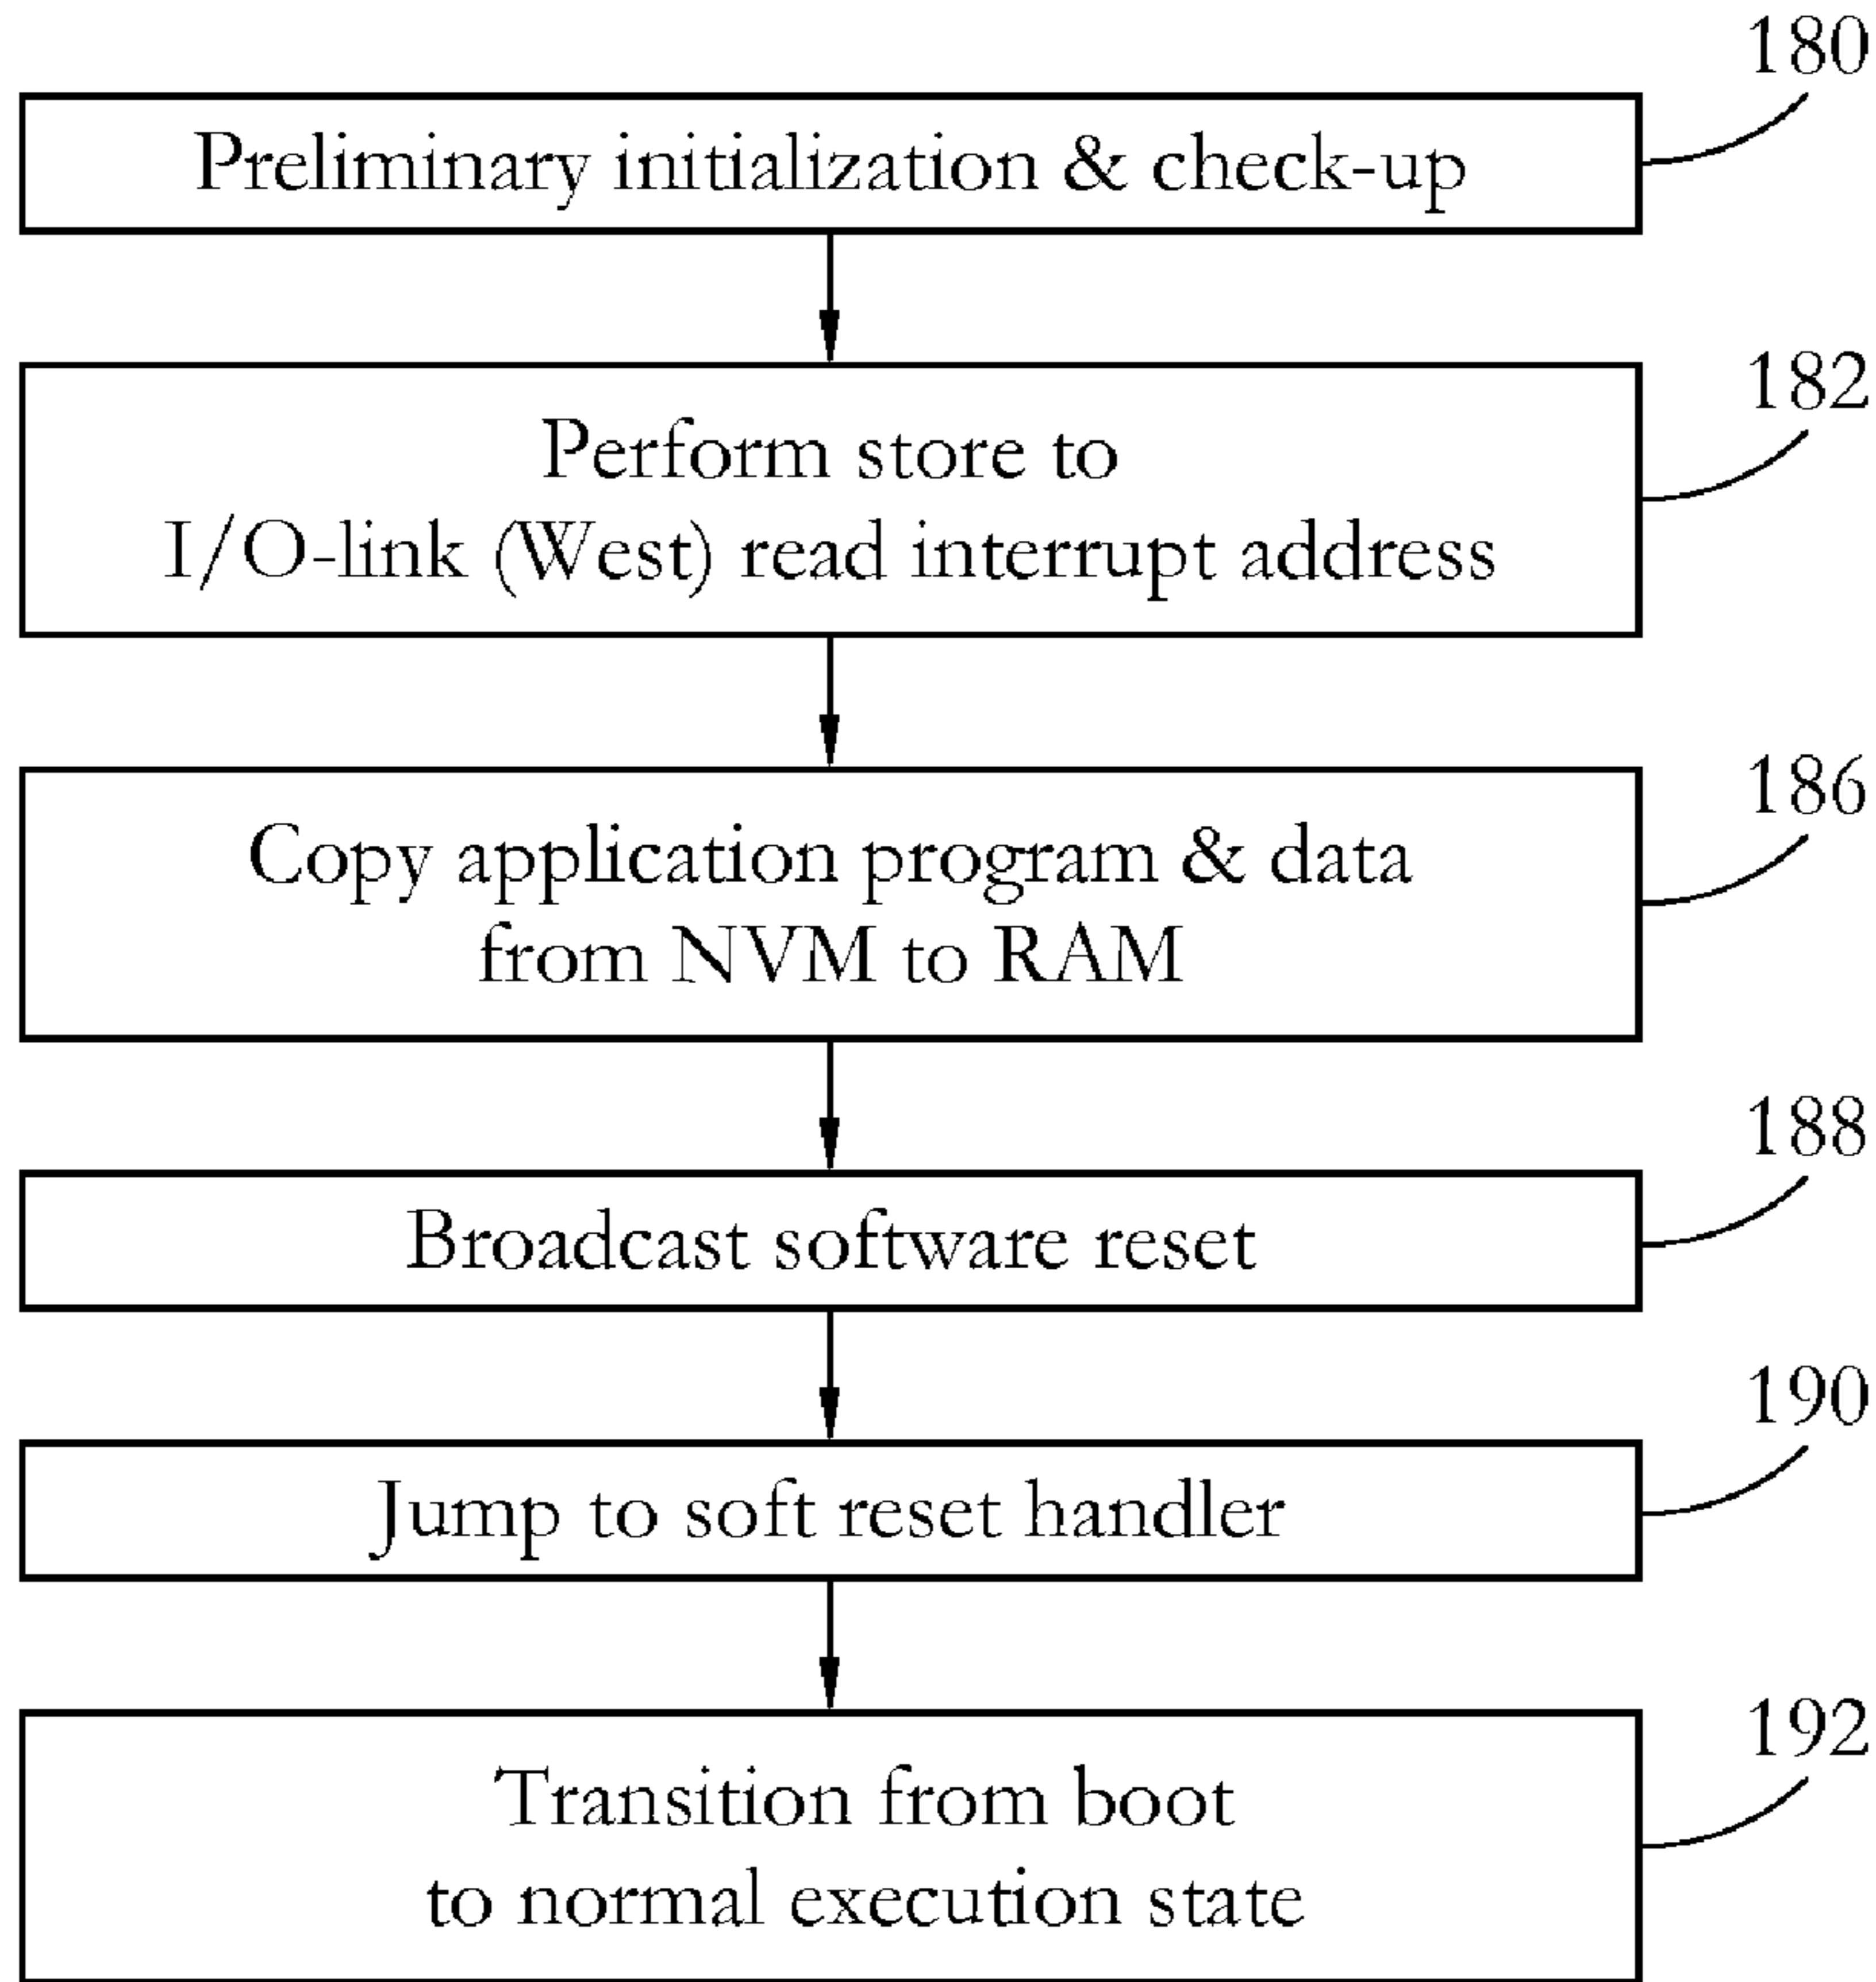 180
Preliminary initialization & check-up
182
Perform store to
I/O-link (West) read interrupt address
186
Copy application program & data
from NVM to RAM
188
Broadcast software reset
190
Jump to soft reset handler
192
Transition from boot
to normal execution state